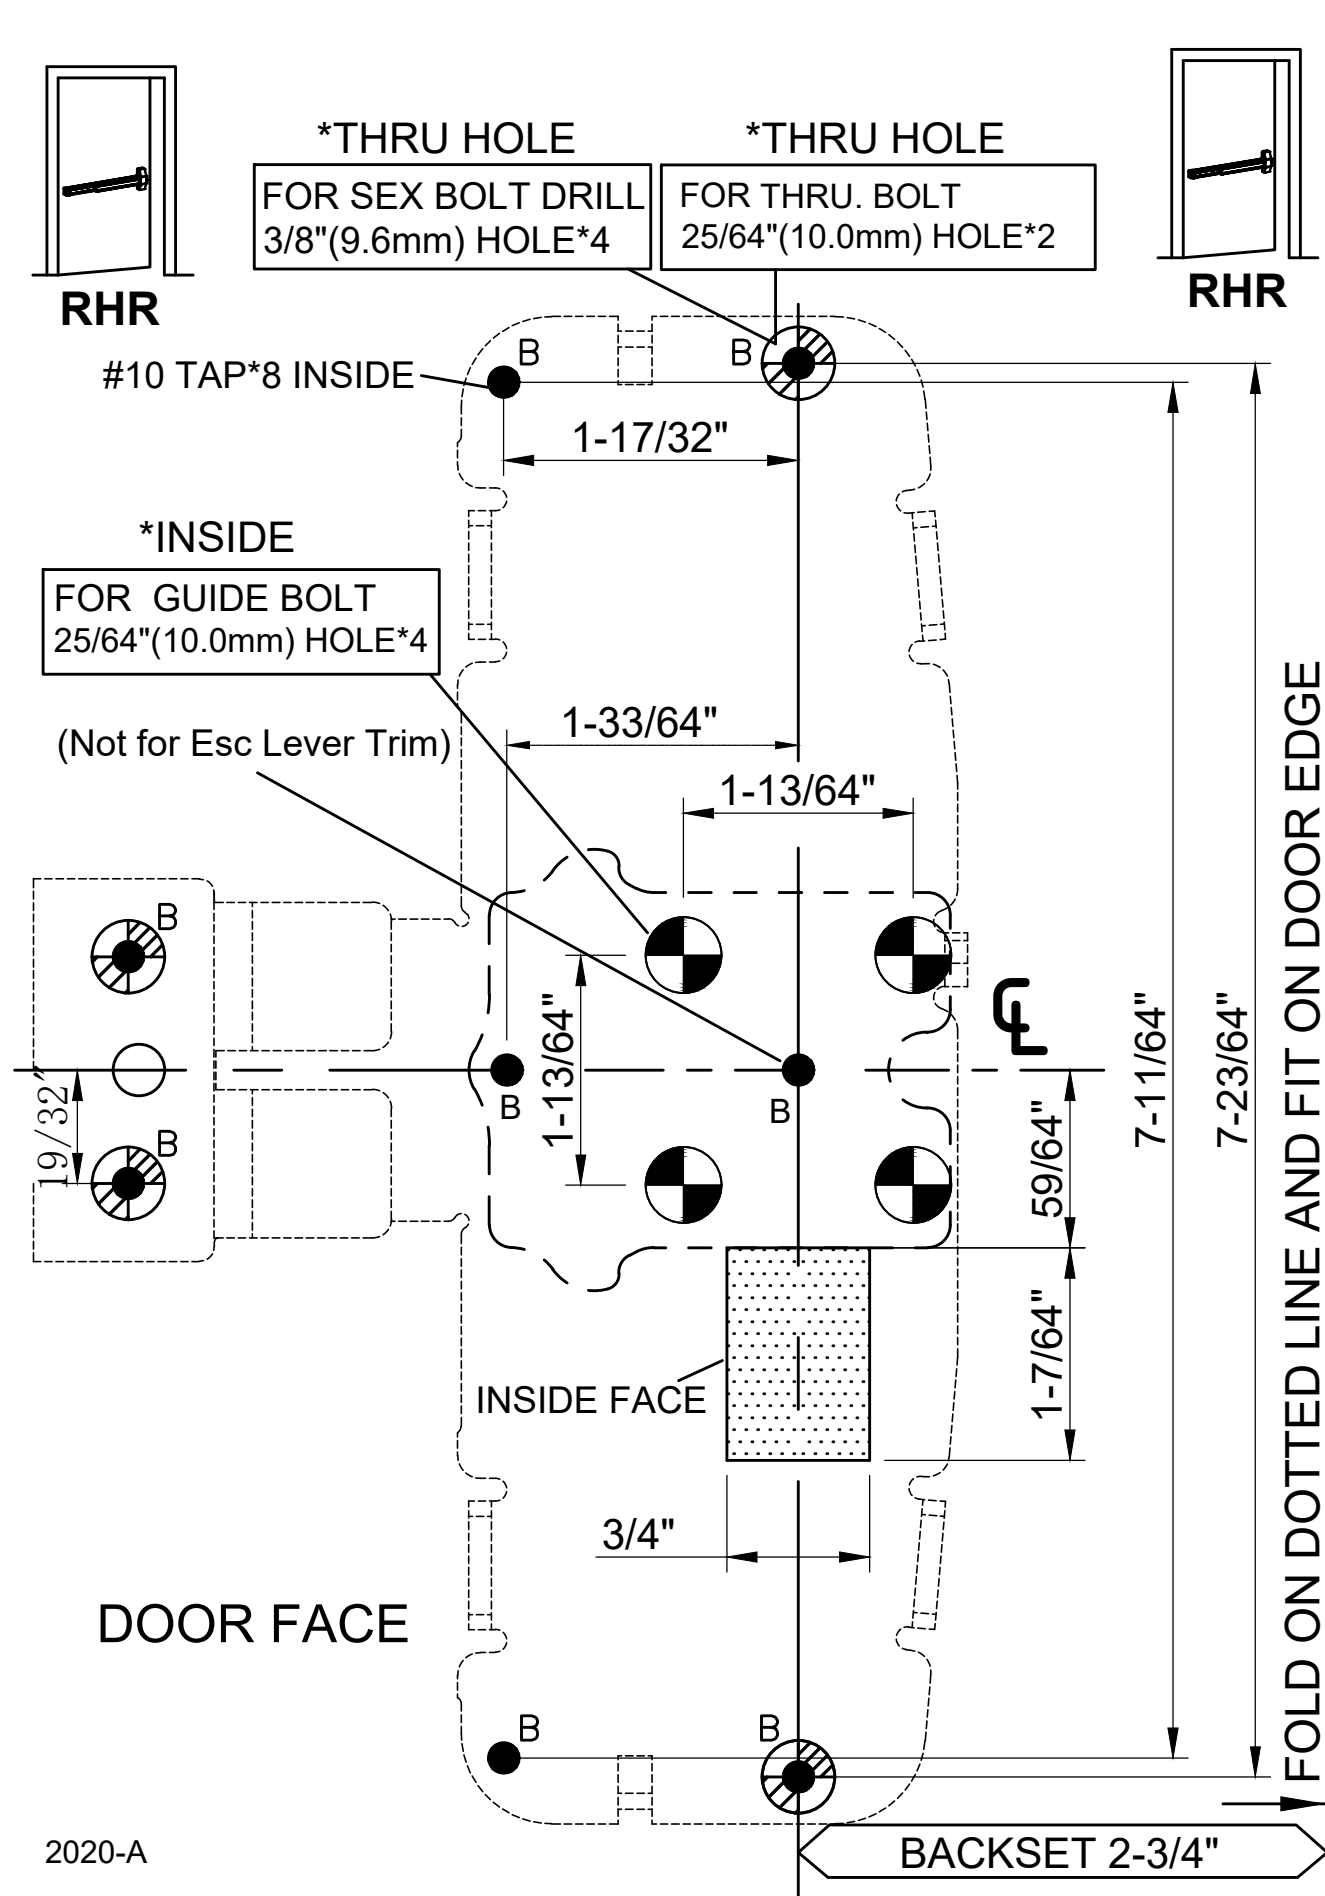 *THRU HOLE
FOR SEX BOLT DRILL
3/8"(9.6mm) HOLE*4
*THRU HOLE
FOR THRU. BOLT
25/64"(10.0mm) HOLE*2
RHR
RHR
#10 TAP*8 INSIDE
B
B
1-17/32"
*INSIDE
FOR GUIDE BOLT
25/64"(10.0mm) HOLE*4
(Not for Esc Lever Trim)
1-33/64"
1-13/64"
B
1-13/64"
CL
B
B
B
19/32"
59/64"
7-11/64"
7-23/64"
1-7/64"
INSIDE FACE
3/4"
DOOR FACE
B
B
FOLD ON DOTTED LINE AND FIT ON DOOR EDGE
2020-A
BACKSET 2-3/4"